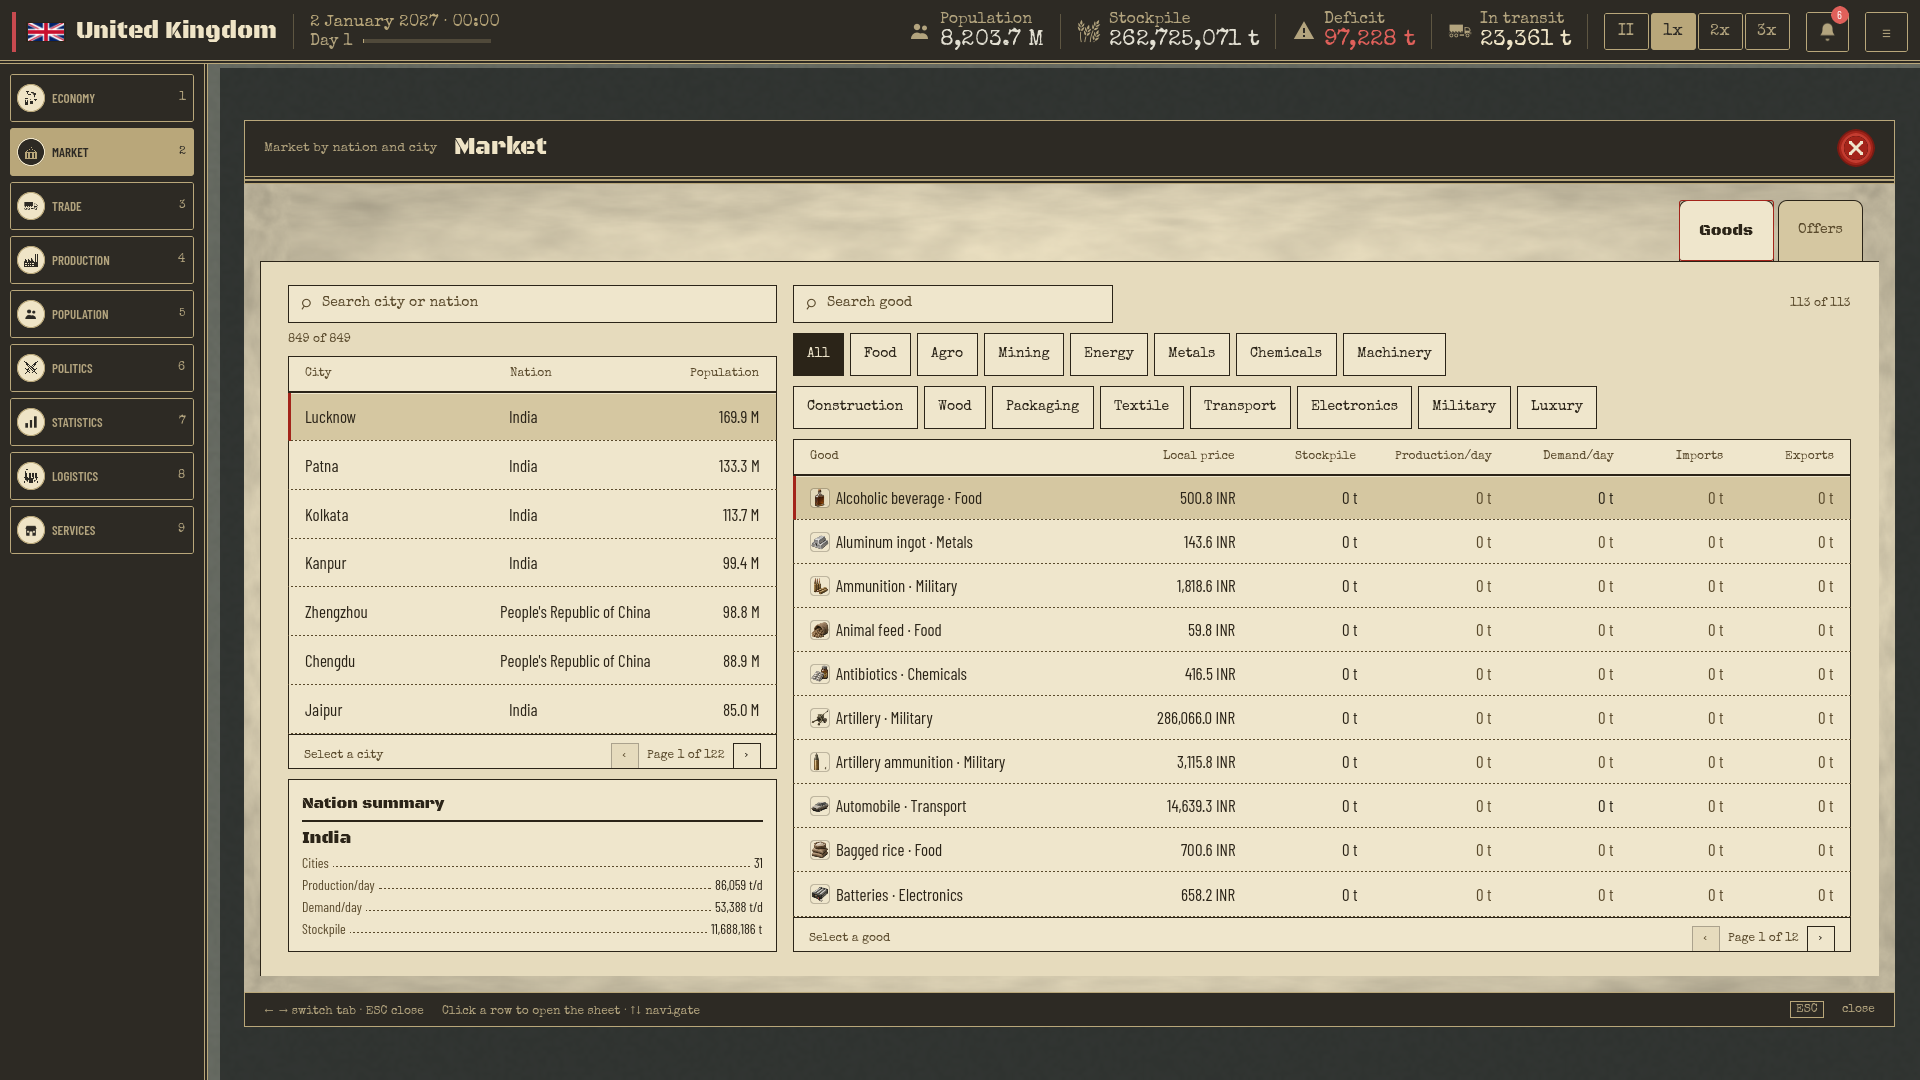 United Kingdom
2 January 2027 · 00:00
Day 1
Population
8,203.7 M
Stockpile
262,725,071 t
Deficit
97,228 t
In transit
23,361 t
II
1x
2x
3x
6
ECONOMY 1
MARKET 2
TRADE 3
PRODUCTION 4
POPULATION 5
POLITICS 6
STATISTICS 7
LOGISTICS 8
SERVICES 9
Market by nation and city Market
Goods
Offers
Search city or nation
849 of 849
City Nation Population
Lucknow India 169.9 M
Patna India 133.3 M
Kolkata India 113.7 M
Kanpur India 99.4 M
Zhengzhou People's Republic of China 98.8 M
Chengdu People's Republic of China 88.9 M
Jaipur India 85.0 M
Select a city ‹ Page 1 of 122 ›
Nation summary
India
Cities 31
Production/day 86,059 t/d
Demand/day 53,388 t/d
Stockpile 11,688,186 t
Search good
113 of 113
All Food Agro Mining Energy Metals Chemicals Machinery
Construction Wood Packaging Textile Transport Electronics Military Luxury
Good Local price Stockpile Production/day Demand/day Imports Exports
Alcoholic beverage · Food 500.8 INR 0 t 0 t 0 t 0 t 0 t
Aluminum ingot · Metals 143.6 INR 0 t 0 t 0 t 0 t 0 t
Ammunition · Military 1,818.6 INR 0 t 0 t 0 t 0 t 0 t
Animal feed · Food 59.8 INR 0 t 0 t 0 t 0 t 0 t
Antibiotics · Chemicals 416.5 INR 0 t 0 t 0 t 0 t 0 t
Artillery · Military 286,066.0 INR 0 t 0 t 0 t 0 t 0 t
Artillery ammunition · Military 3,115.8 INR 0 t 0 t 0 t 0 t 0 t
Automobile · Transport 14,639.3 INR 0 t 0 t 0 t 0 t 0 t
Bagged rice · Food 700.6 INR 0 t 0 t 0 t 0 t 0 t
Batteries · Electronics 658.2 INR 0 t 0 t 0 t 0 t 0 t
Select a good ‹ Page 1 of 12 ›
← → switch tab · ESC close Click a row to open the sheet · ↑↓ navigate
ESC close